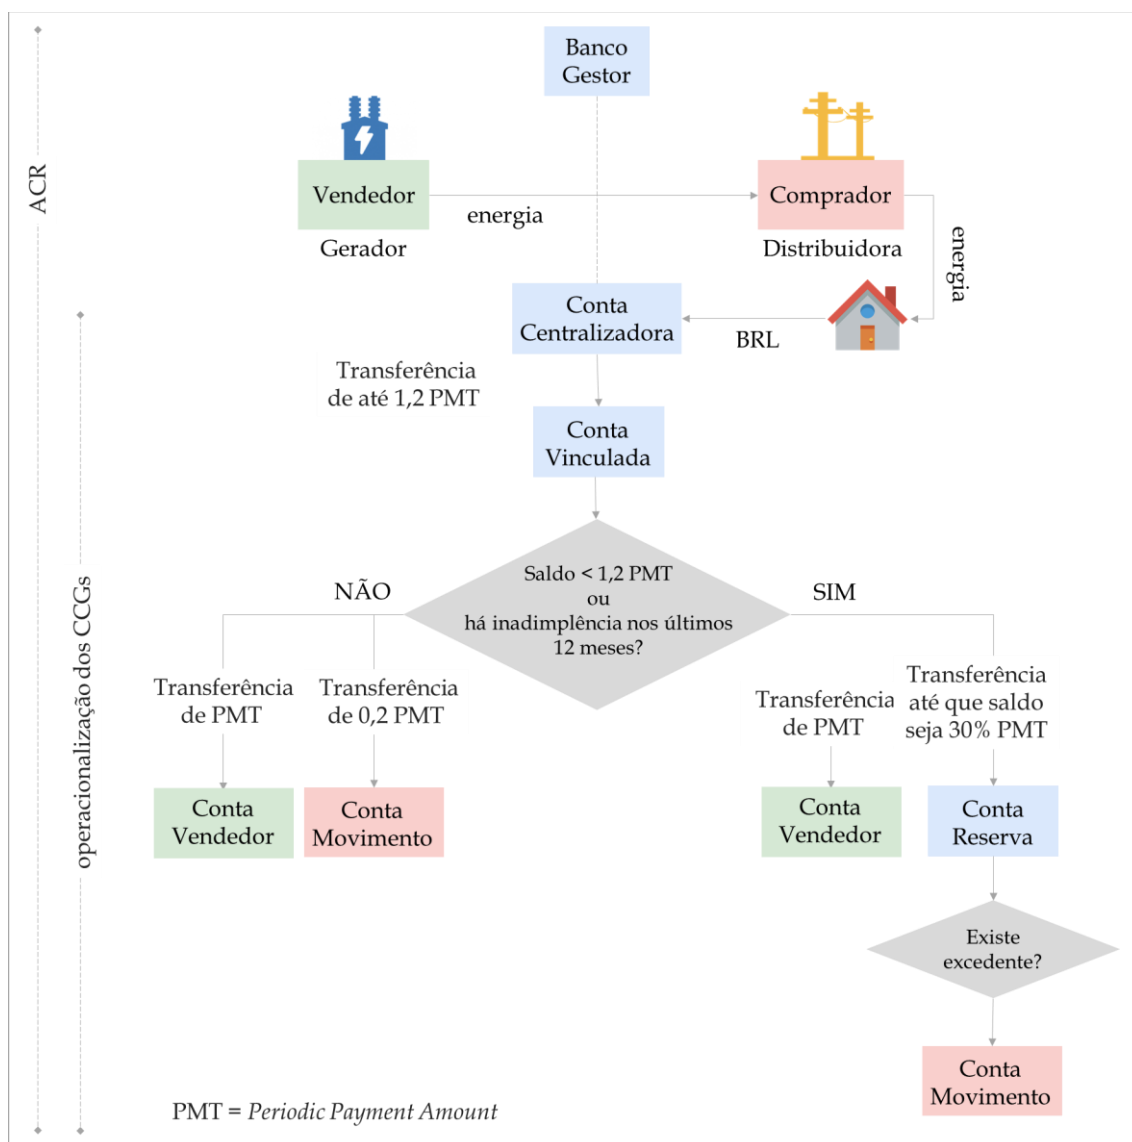 Banco
Gestor
ACR
Vendedor
energia
Comprador
Gerador
Distribuidora
energia
Conta
Centralizadora
BRL
Transferência
de até 1,2 PMT
Conta
Vinculada
operacionalização dos CCGs
Saldo < 1,2 PMT
ou
há inadimplência nos últimos
12 meses?
NÃO
SIM
Transferência
de PMT
Transferência
de 0,2 PMT
Transferência
de PMT
Transferência
até que saldo
seja 30% PMT
Conta
Vendedor
Conta
Movimento
Conta
Vendedor
Conta
Reserva
Existe
excedente?
Conta
Movimento
PMT = Periodic Payment Amount